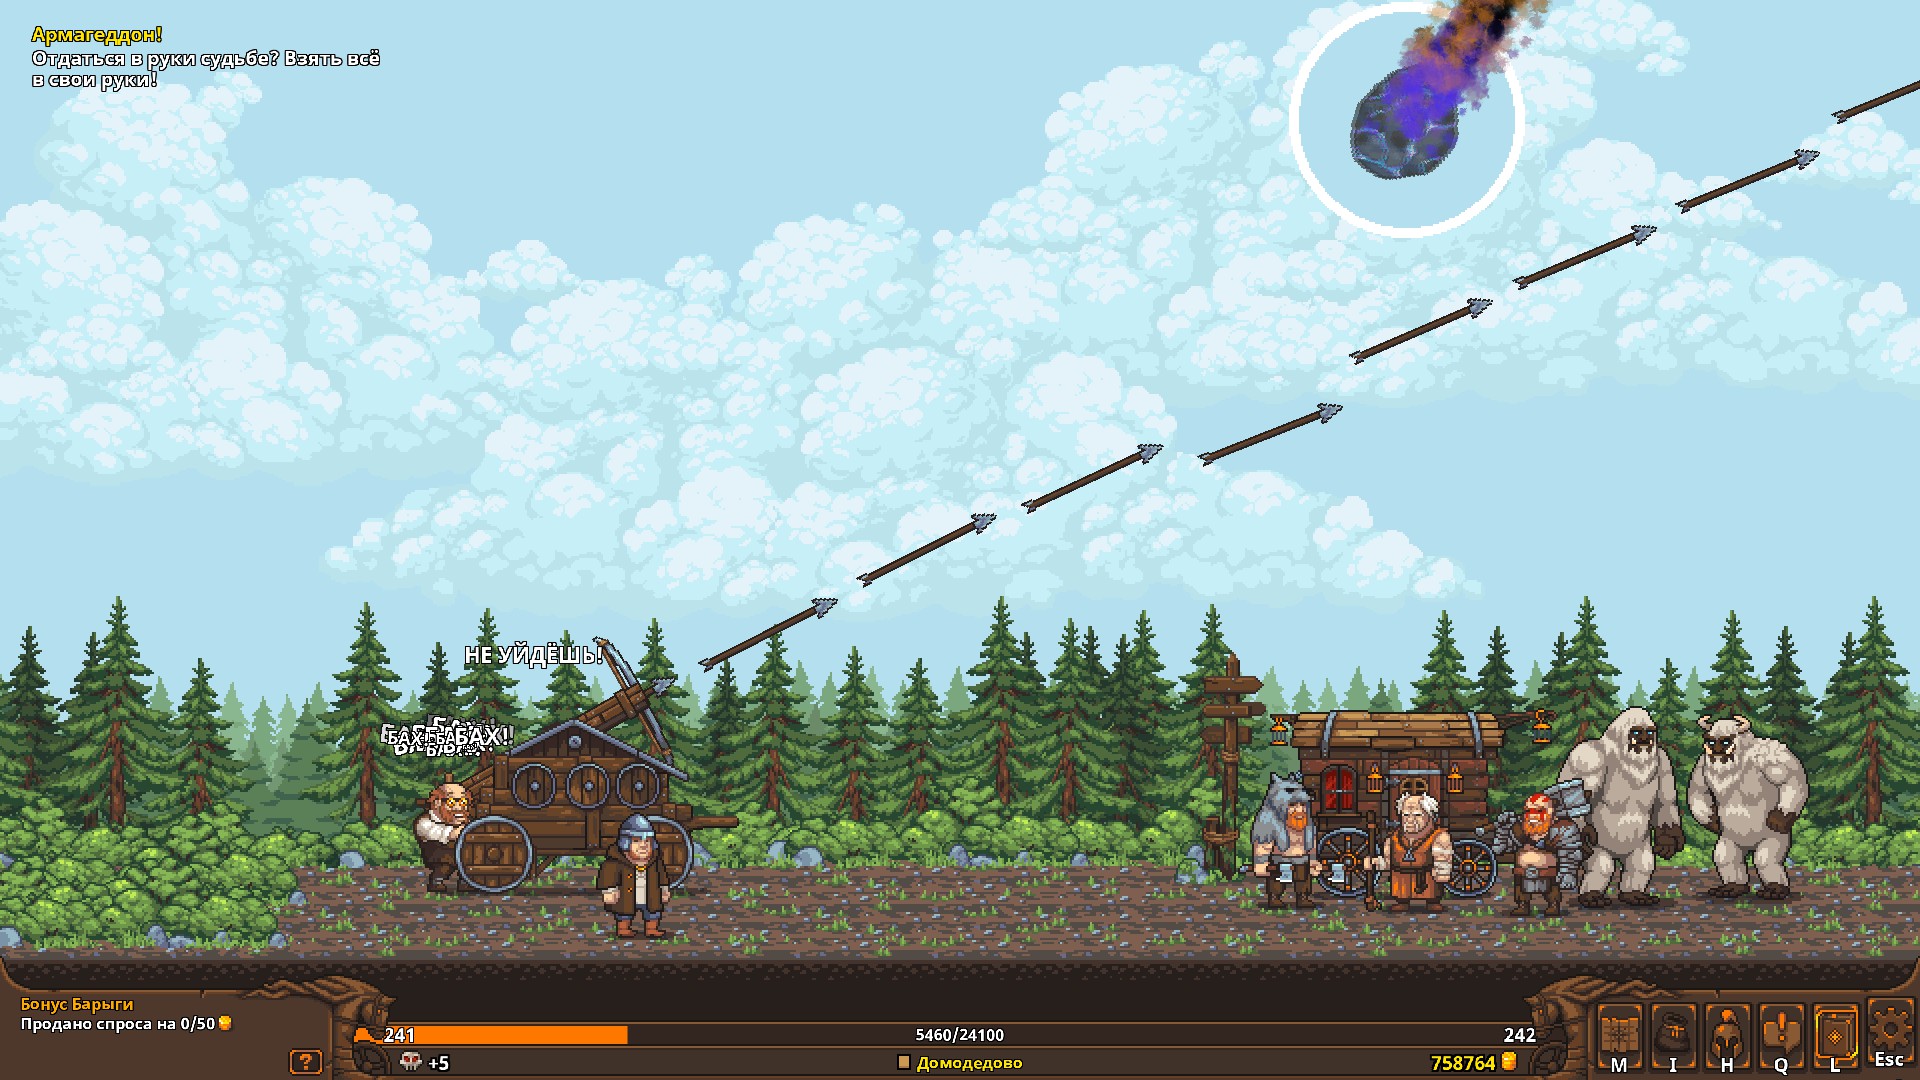 Армагеддон!
Отдаться в руки судьбе? Взять всё
в свои руки!
НЕ УЙДЁШЬ!
БАХ!
Бонус Барыги
Продано спроса на 0/50
?
241
5460/24100
242
+5
Домодедово
758764
M
I
H
Q
L
Esc